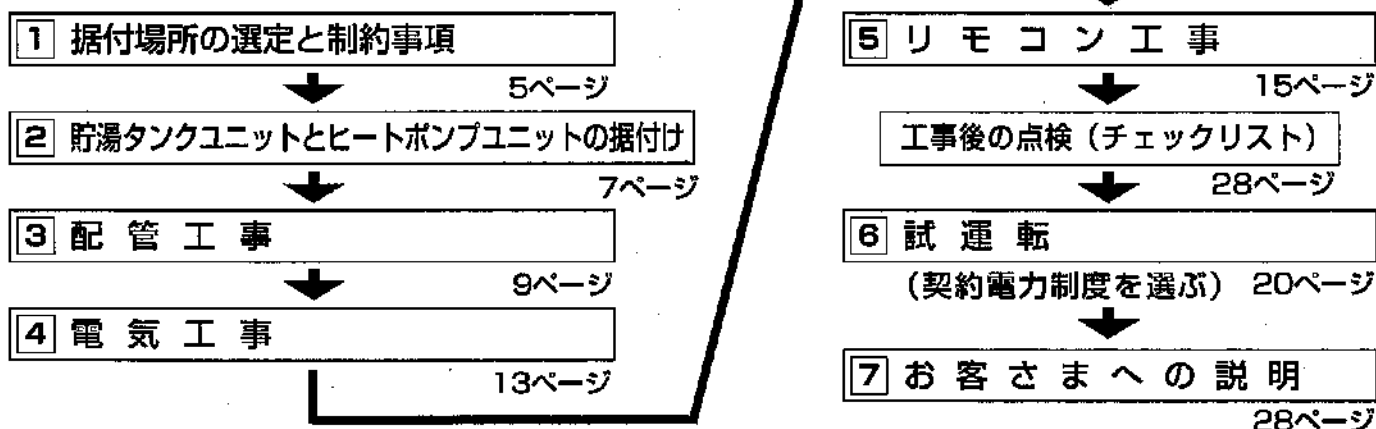 1 据付場所の選定と制約事項
5ページ
2 貯湯タンクユニットとヒートポンプユニットの据付け
7ページ
3 配管工事
9ページ
4 電気工事
13ページ
5 リモコン工事
15ページ
工事後の点検（チェックリスト）
28ページ
6 試運転
（契約電力制度を選ぶ） 20ページ
7 お客さまへの説明
28ページ